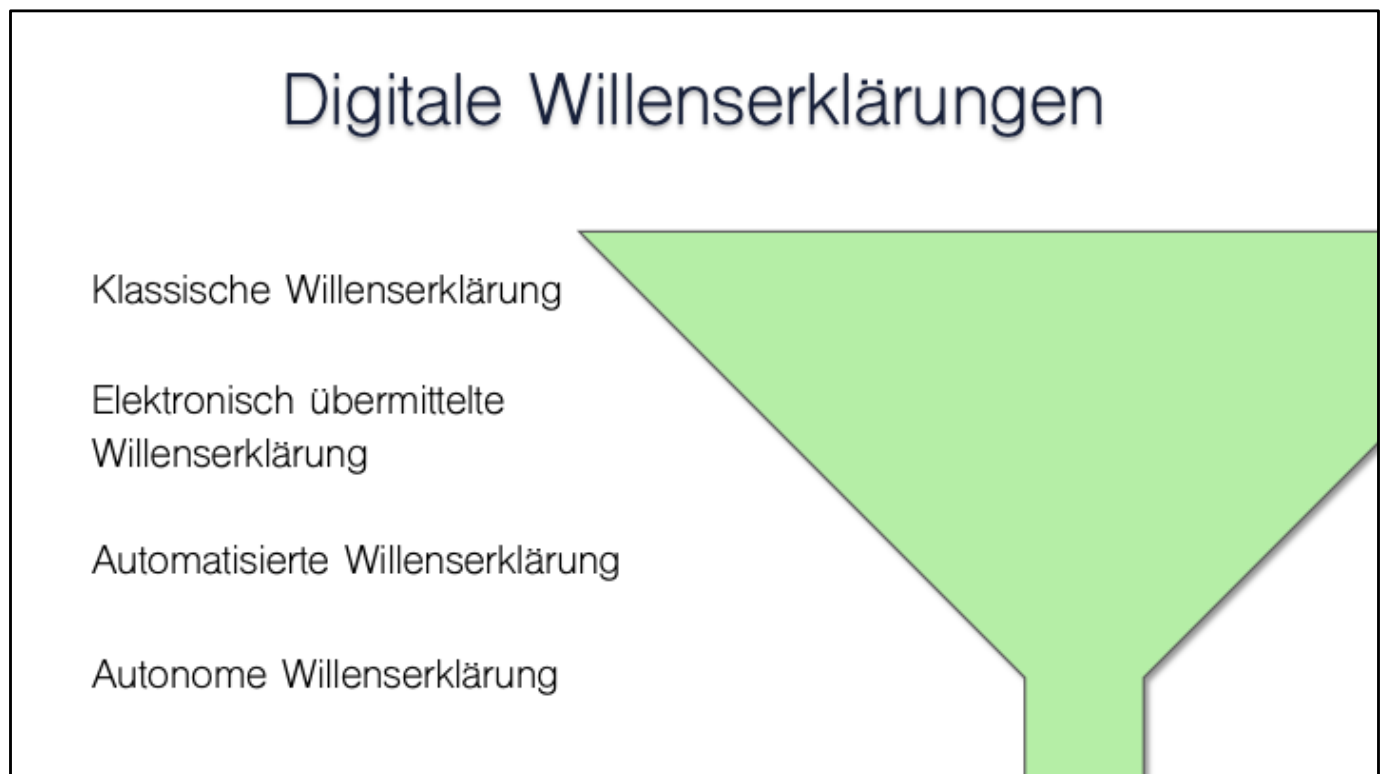 Digitale Willenserklärungen
Klassische Willenserklärung
Elektronisch übermittelte
Willenserklärung
Automatisierte Willenserklärung
Autonome Willenserklärung